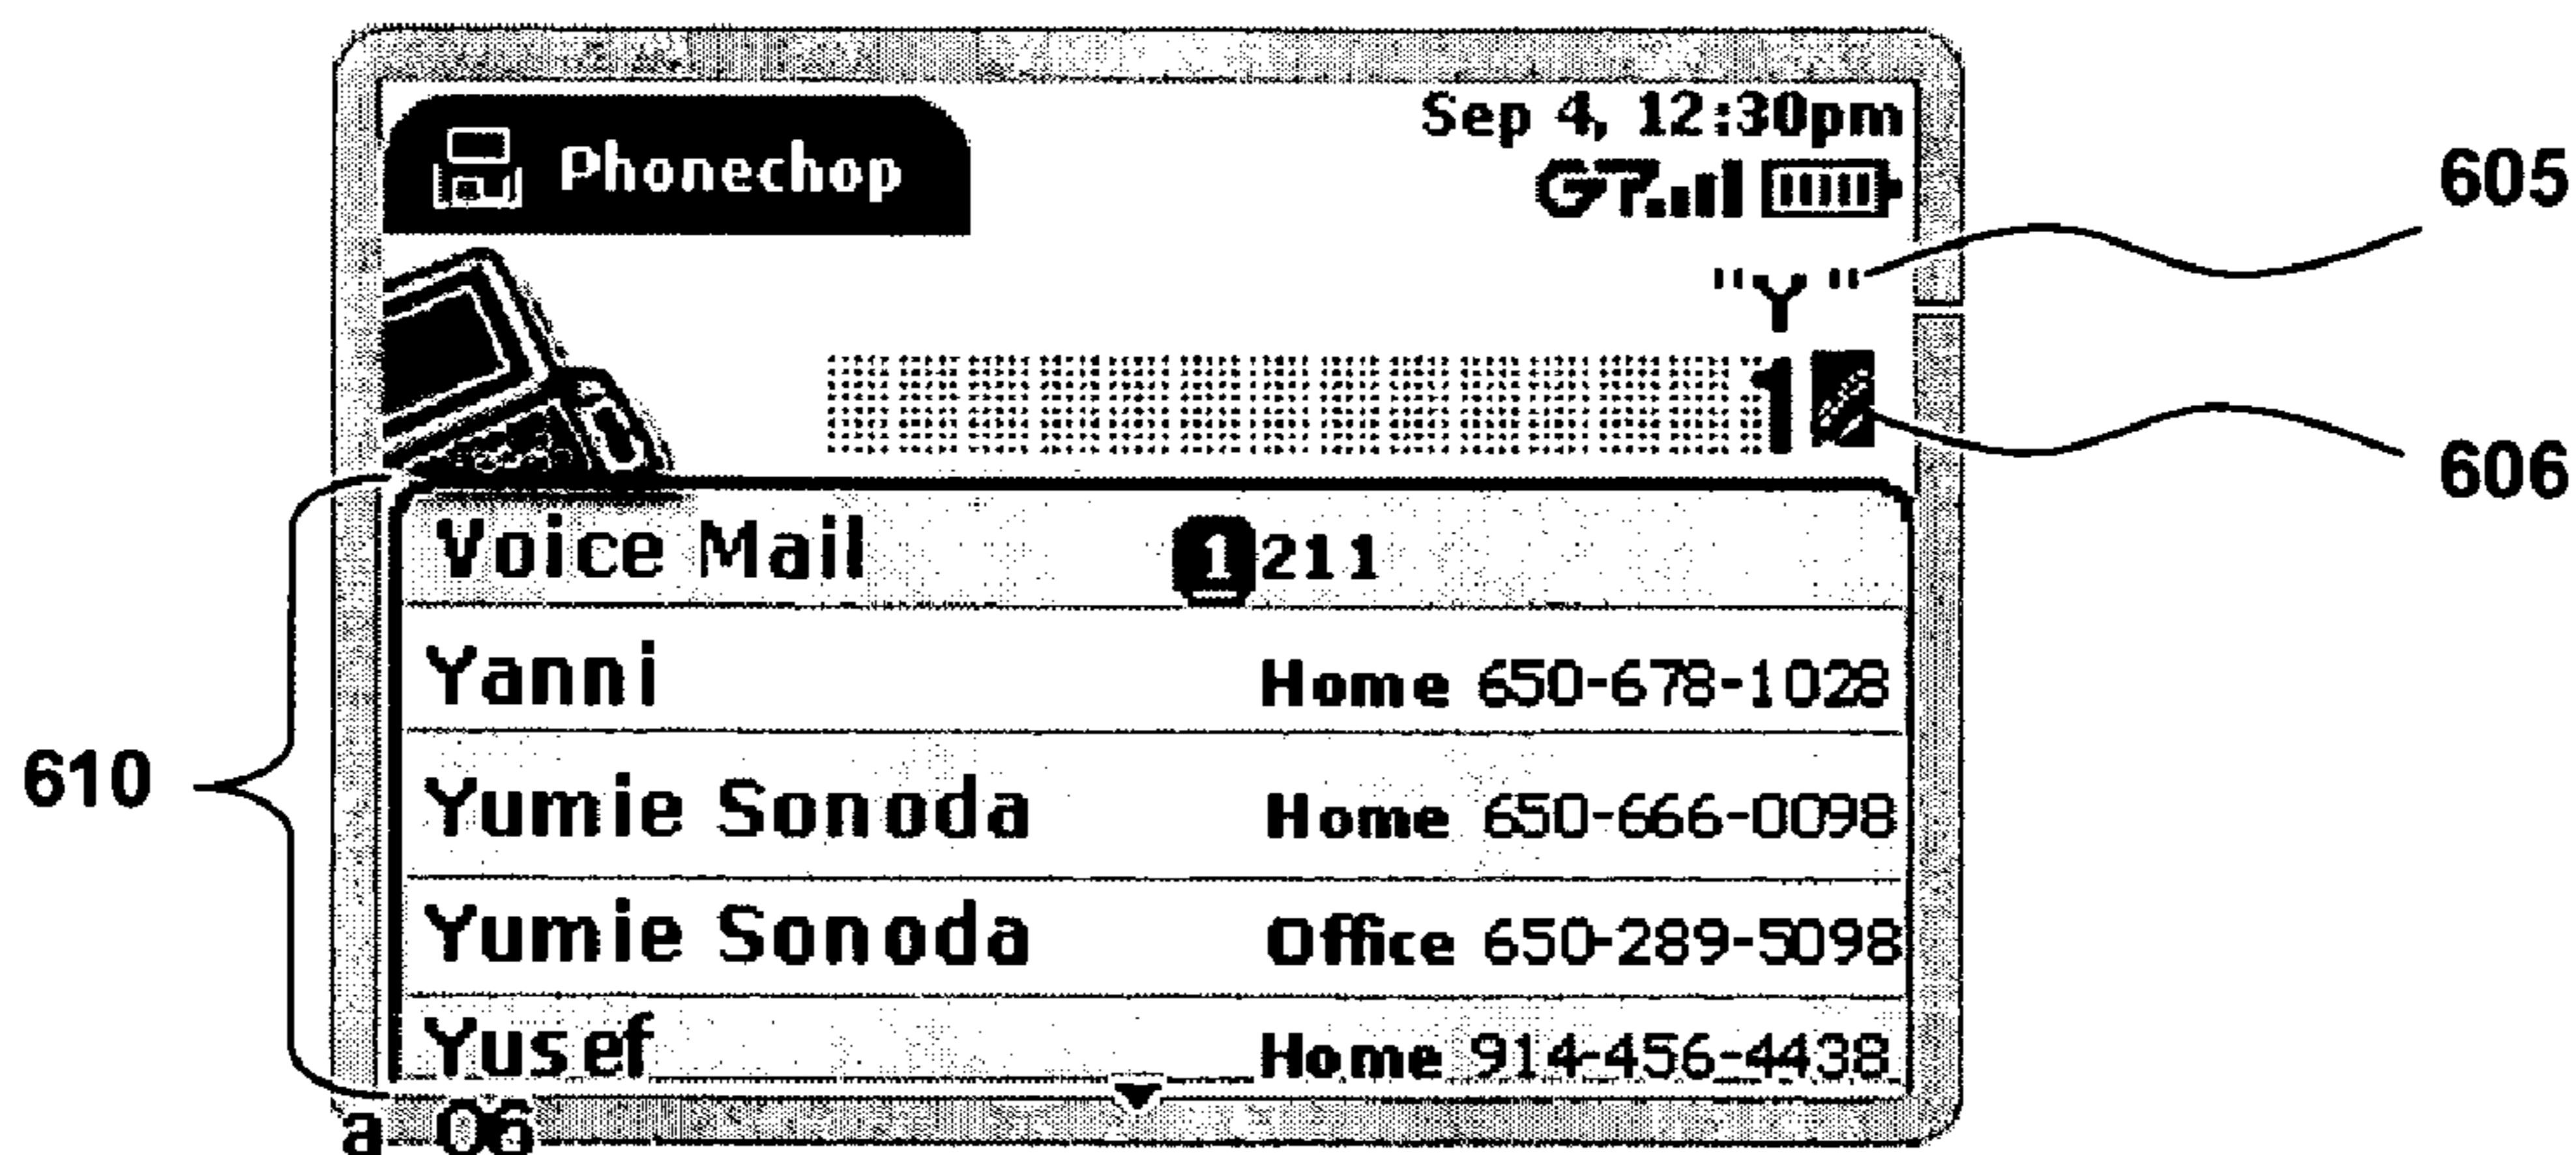 Sep 4, 12:30pm
Phonechop
605
"Y"
1
606
Voice Mail 1 211
Yanni Home 650-678-1028
Yumie Sonoda Home 650-666-0098
610
Yumie Sonoda Office 650-289-5098
Yusef Home 914-456-4438
a 06